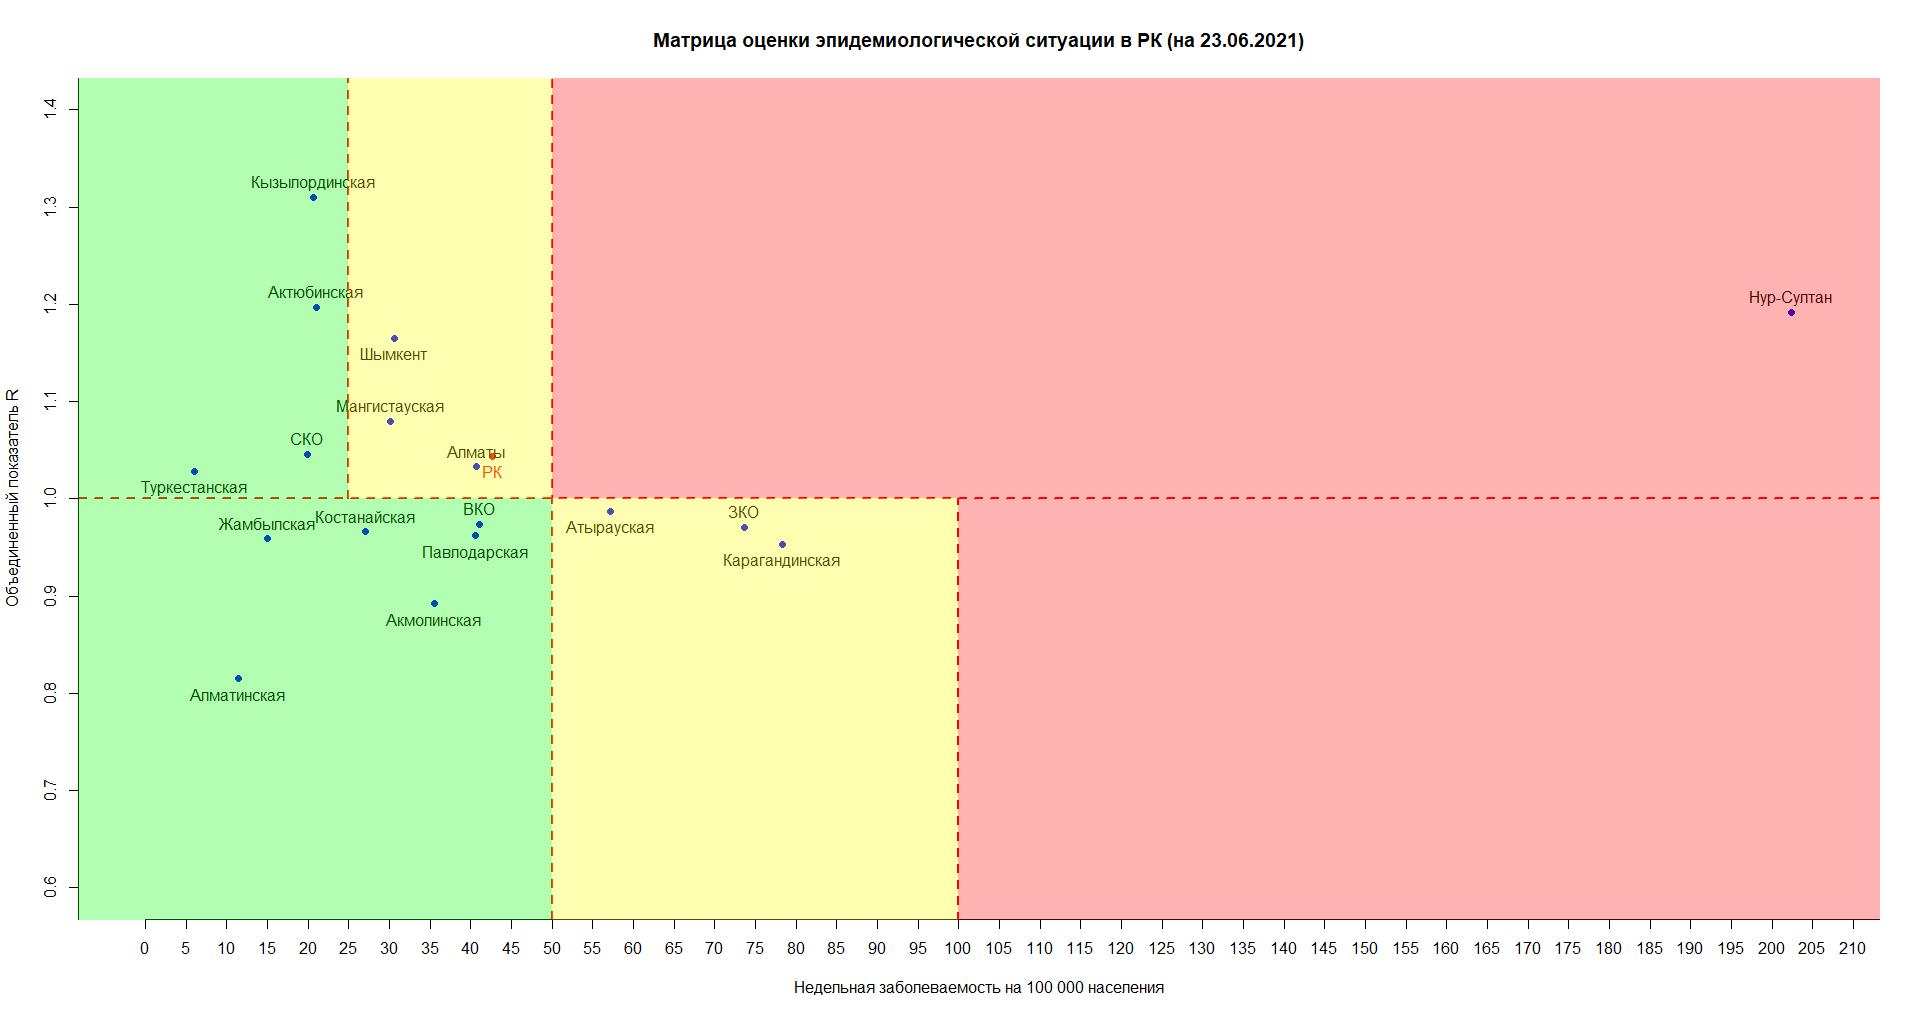 Матрица оценки эпидемиологической ситуации в РК (на 23.06.2021)
Объединенный показатель R
1.4
1.3
1.2
1.1
1.0
0.9
0.8
0.7
0.6
Кызылординская
Актюбинская
Нур-Султан
Шымкент
Мангистауская
СКО
Алматы
РК
Туркестанская
ВКО
ЗКО
Жамбылская
Костанайская
Атырауская
Павлодарская
Карагандинская
Акмолинская
Алматинская
0 5 10 15 20 25 30 35 40 45 50 55 60 65 70 75 80 85 90 95 100 105 110 115 120 125 130 135 140 145 150 155 160 165 170 175 180 185 190 195 200 205 210
Недельная заболеваемость на 100 000 населения